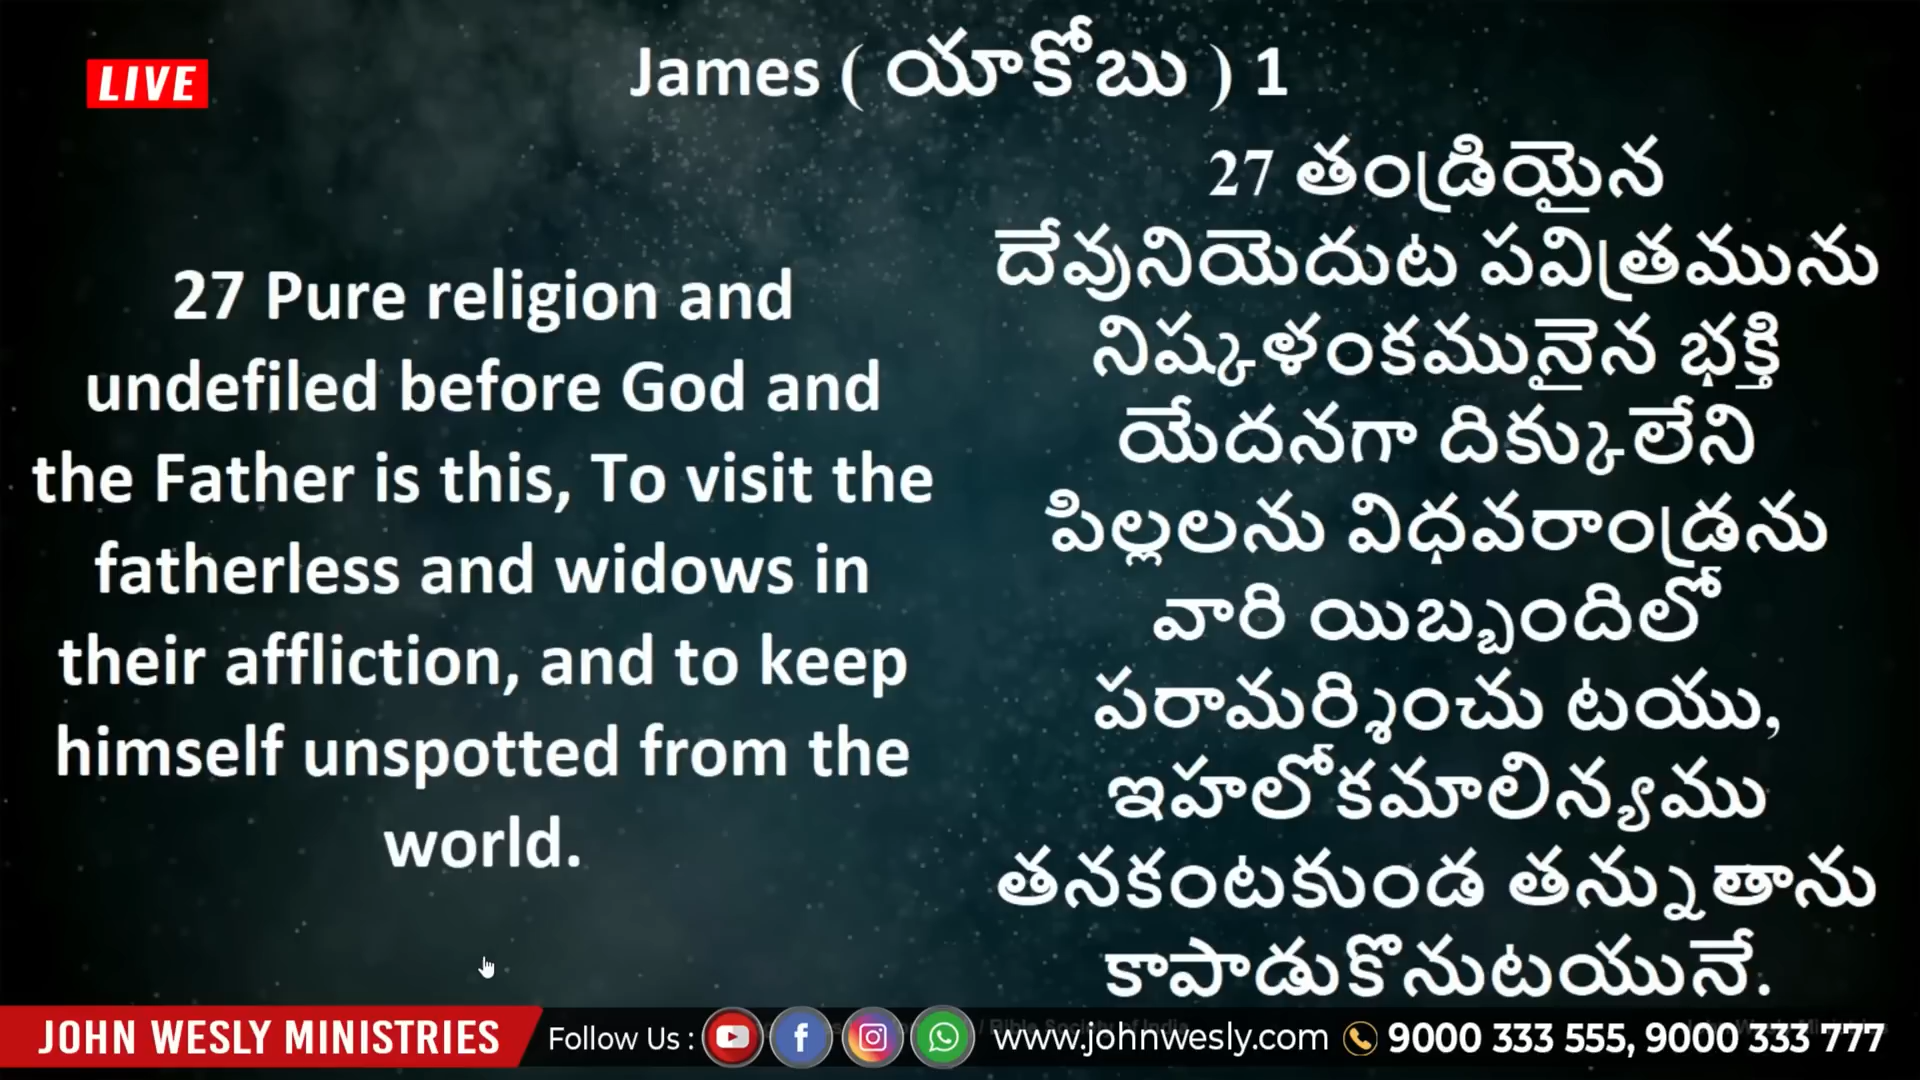 LIVE
James ( యాకోబు ) 1
27 Pure religion and
undefiled before God and
the Father is this, To visit the
fatherless and widows in
their affliction, and to keep
himself unspotted from the
world.
27 తండ్రియైన
దేవునియెదుట పవిత్రమును
నిష్కళంకమునైన భక్తి
యేదనగా దిక్కులేని
పిల్లలను విధవరాండ్రను
వారి యిబ్బందిలో
పరామర్శించు టయు,
ఇహలోకమాలిన్యము
తనకంటకుండ తన్నుతాను
కాపాడుకొనుటయునే.
JOHN WESLY MINISTRIES Follow Us : www.johnwesly.com 9000 333 555, 9000 333 777